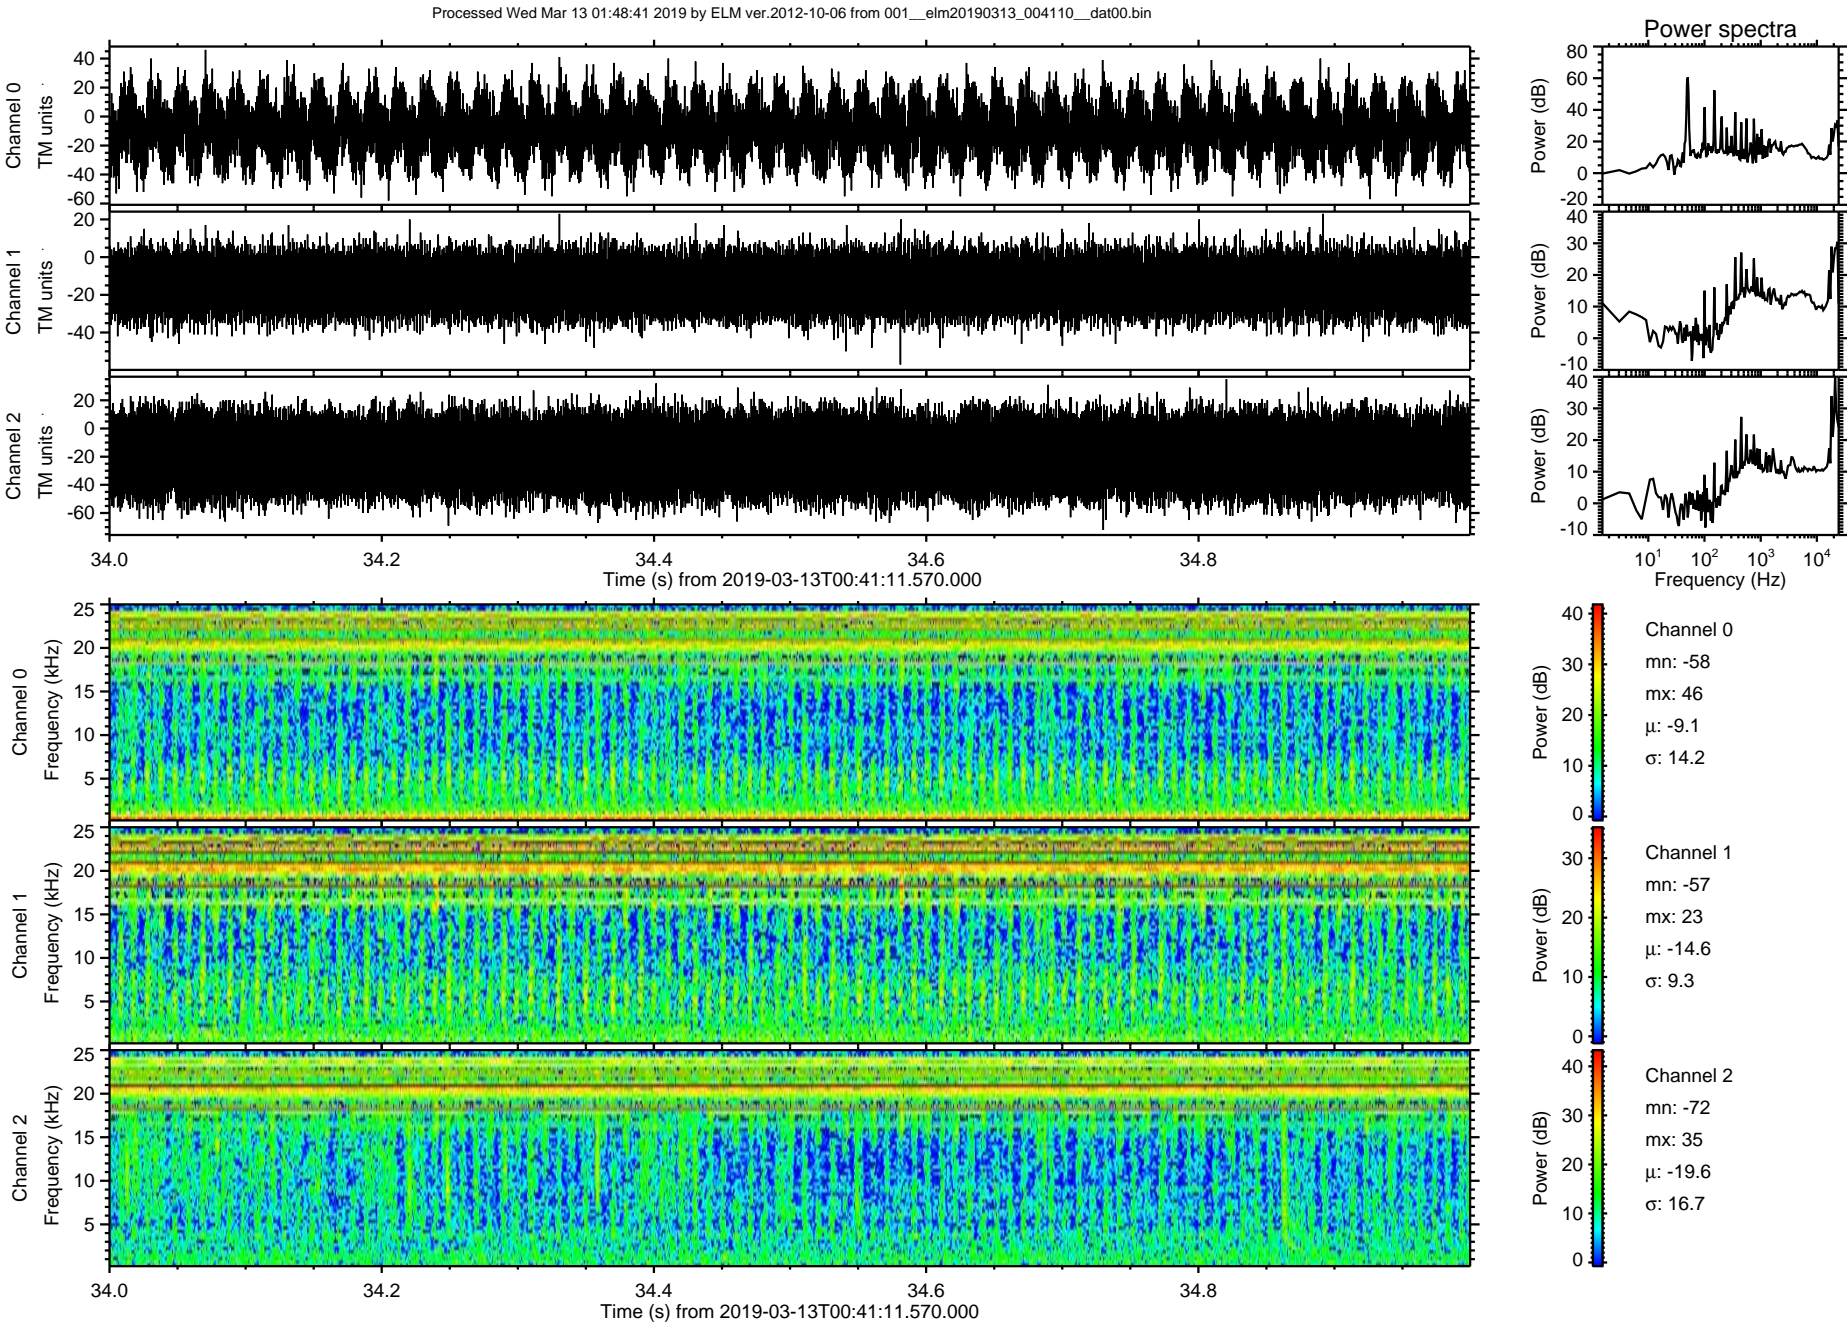 Processed Wed Mar 13 01:48:41 2019 by ELM ver.2012-10-06 from 001__elm20190313_004110__dat00.bin
Power spectra
Channel 0
TM units
40
20
0
-20
-40
-60
Power (dB)
80
60
40
20
0
-20
Channel 1
TM units
20
0
-20
-40
Power (dB)
40
30
20
10
0
-10
Channel 2
TM units
20
0
-20
-40
-60
Power (dB)
40
30
20
10
0
-10
34.0 34.2 34.4 34.6 34.8
Time (s) from 2019-03-13T00:41:11.570.000
10^1 10^2 10^3 10^4
Frequency (Hz)
Channel 0
Frequency (kHz)
25
20
15
10
5
Power (dB)
40
30
20
10
0
Channel 0
mn: -58
mx: 46
μ: -9.1
σ: 14.2
Channel 1
Frequency (kHz)
25
20
15
10
5
Power (dB)
30
20
10
0
Channel 1
mn: -57
mx: 23
μ: -14.6
σ: 9.3
Channel 2
Frequency (kHz)
25
20
15
10
5
Power (dB)
40
30
20
10
0
Channel 2
mn: -72
mx: 35
μ: -19.6
σ: 16.7
34.0 34.2 34.4 34.6 34.8
Time (s) from 2019-03-13T00:41:11.570.000